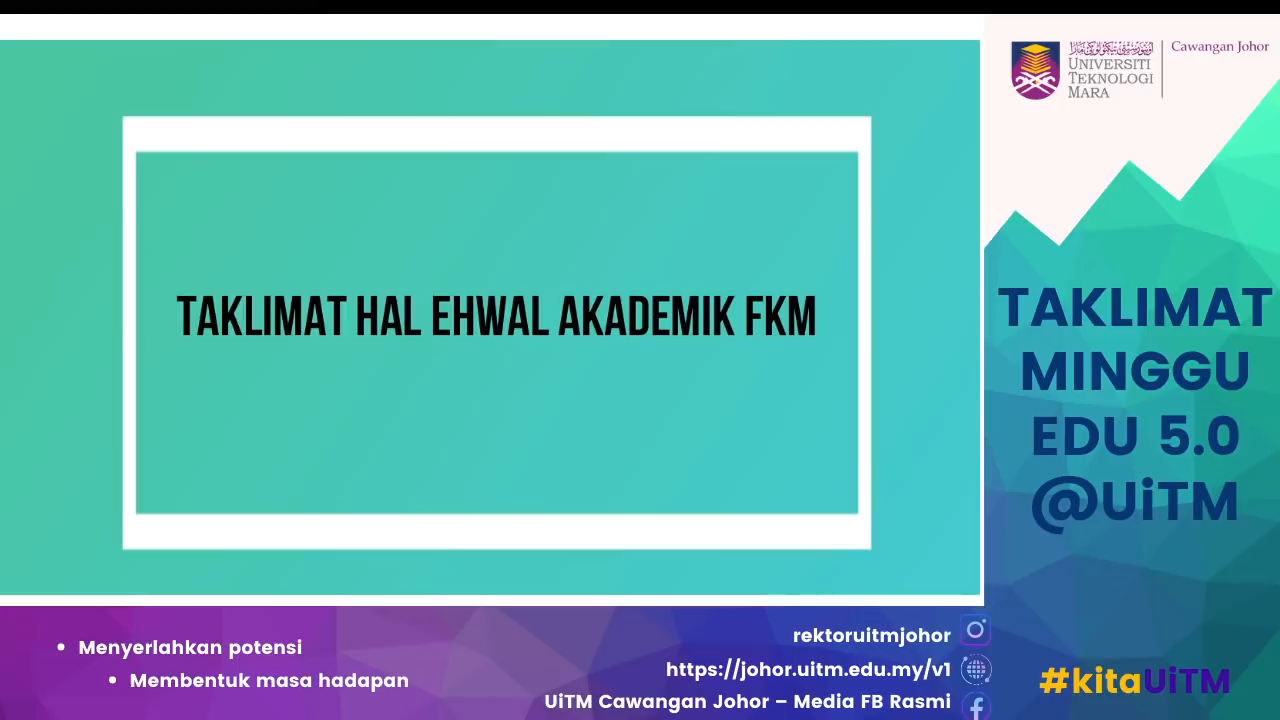 UNIVERSITI
TEKNOLOGI
MARA
Cawangan Johor
TAKLIMAT HAL EHWAL AKADEMIK FKM
TAKLIMAT
MINGGU
EDU 5.0
@UiTM
• Menyerlahkan potensi
• Membentuk masa hadapan
rektoruitmjohor
https://johor.uitm.edu.my/v1
UiTM Cawangan Johor – Media FB Rasmi
#kitaUiTM